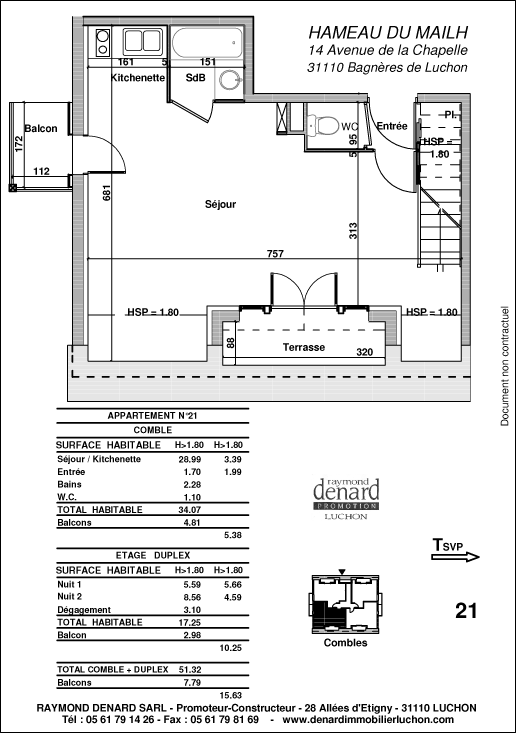 HAMEAU DU MAILH
14 Avenue de la Chapelle
31110 Bagnères de Luchon
161
5
151
Kitchenette
SdB
Balcon
172
112
681
WC
95
5
Entrée
Pl.
HSP =
1.80
Séjour
313
757
HSP = 1.80
HSP = 1.80
88
Terrasse
320
Document non contractuel
APPARTEMENT N°21
COMBLE
SURFACE HABITABLE H>1.80 H>1.80
Séjour / Kitchenette 28.99 3.39
Entrée 1.70 1.99
Bains 2.28
W.C. 1.10
TOTAL HABITABLE 34.07
Balcons 4.81
5.38
ETAGE DUPLEX
SURFACE HABITABLE H>1.80 H>1.80
Nuit 1 5.59 5.66
Nuit 2 8.56 4.59
Dégagement 3.10
TOTAL HABITABLE 17.25
Balcon 2.98
10.25
TOTAL COMBLE + DUPLEX 51.32
Balcons 7.79
15.63
raymond
denard
PROMOTION
LUCHON
TSVP
21
Combles
RAYMOND DENARD SARL - Promoteur-Constructeur - 28 Allées d'Etigny - 31110 LUCHON
Tél : 05 61 79 14 26 - Fax : 05 61 79 81 69 - www.denardimmobilierluchon.com